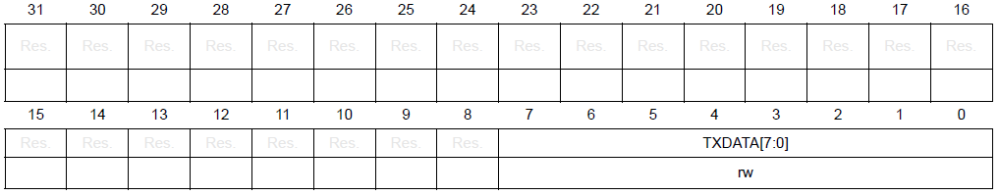 31 30 29 28 27 26 25 24 23 22 21 20 19 18 17 16
Res. Res. Res. Res. Res. Res. Res. Res. Res. Res. Res. Res. Res. Res. Res. Res.
15 14 13 12 11 10 9 8 7 6 5 4 3 2 1 0
Res. Res. Res. Res. Res. Res. Res. Res. TXDATA[7:0]
rw